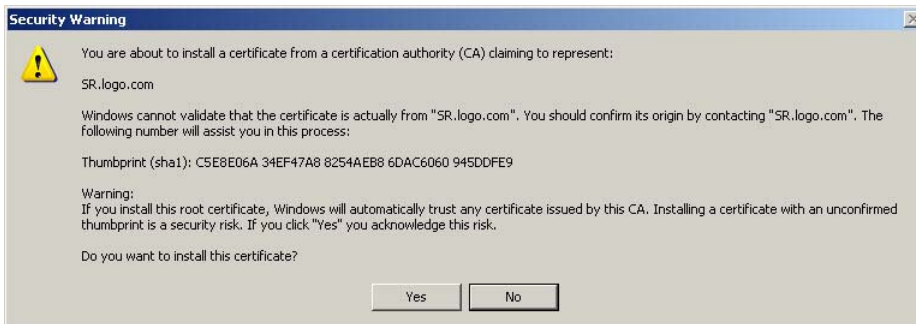 Security Warning
You are about to install a certificate from a certification authority (CA) claiming to represent:
SR.logo.com
Windows cannot validate that the certificate is actually from "SR.logo.com". You should confirm its origin by contacting "SR.logo.com". The
following number will assist you in this process:
Thumbprint (sha1): C5E8E06A 34EF47A8 8254AEB8 6DAC6060 945DDFE9
Warning:
If you install this root certificate, Windows will automatically trust any certificate issued by this CA. Installing a certificate with an unconfirmed
thumbprint is a security risk. If you click "Yes" you acknowledge this risk.
Do you want to install this certificate?
Yes
No